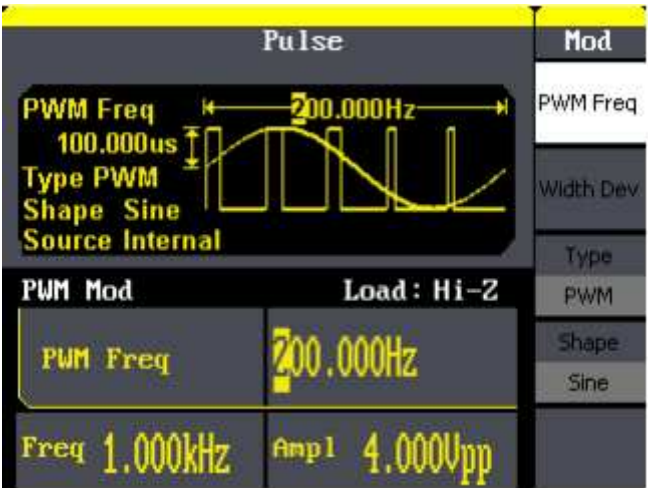 Pulse
Mod
PWM Freq
200.000Hz
100.000us
Type PWM
Shape Sine
Source Internal
PWM Freq
Width Dev
Type
PWM
Shape
Sine
PWM Mod
Load: Hi-Z
PWM Freq
200.000Hz
Freq 1.000kHz
Ampl 4.000Vpp